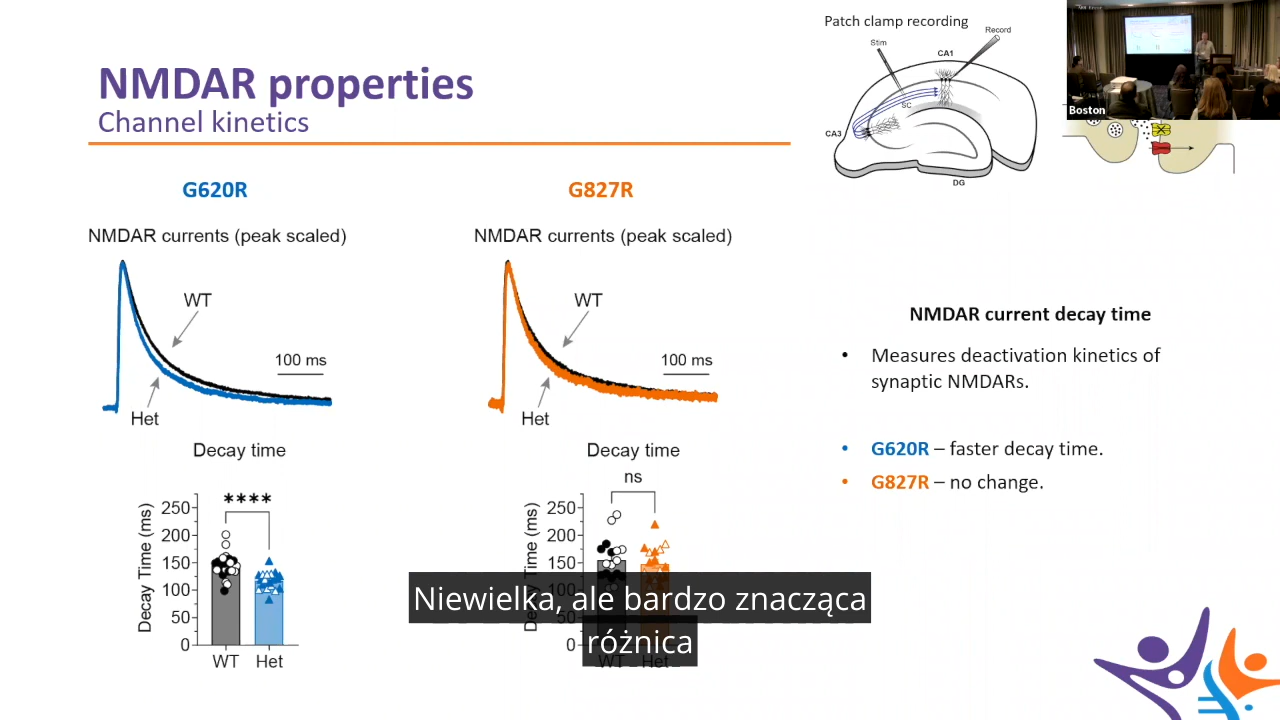 Patch clamp recording
Stim
Record
CA1
SC
CA3
DG
Boston
NMDAR properties
Channel kinetics
G620R
NMDAR currents (peak scaled)
WT
100 ms
Het
Decay time
****
Decay Time (ms)
250
200
150
100
50
0
WT
Het
G827R
NMDAR currents (peak scaled)
WT
100 ms
Het
Decay time
ns
Decay Time (ms)
250
200
150
100
50
0
WT
Het
NMDAR current decay time
• Measures deactivation kinetics of
synaptic NMDARs.
• G620R – faster decay time.
• G827R – no change.
Niewielka, ale bardzo znacząca
różnica